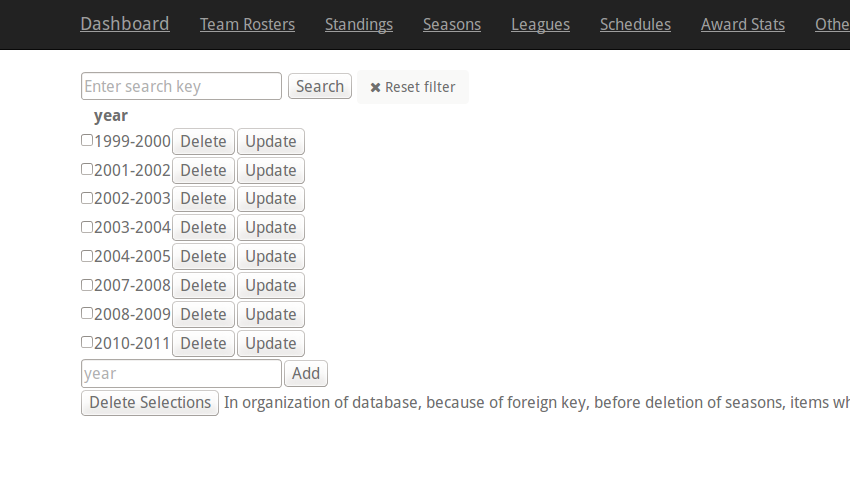 Dashboard Team Rosters Standings Seasons Leagues Schedules Award Stats Othe
Enter search key Search ✖ Reset filter
year
1999-2000 Delete Update
2001-2002 Delete Update
2002-2003 Delete Update
2003-2004 Delete Update
2004-2005 Delete Update
2007-2008 Delete Update
2008-2009 Delete Update
2010-2011 Delete Update
year Add
Delete Selections In organization of database, because of foreign key, before deletion of seasons, items wh